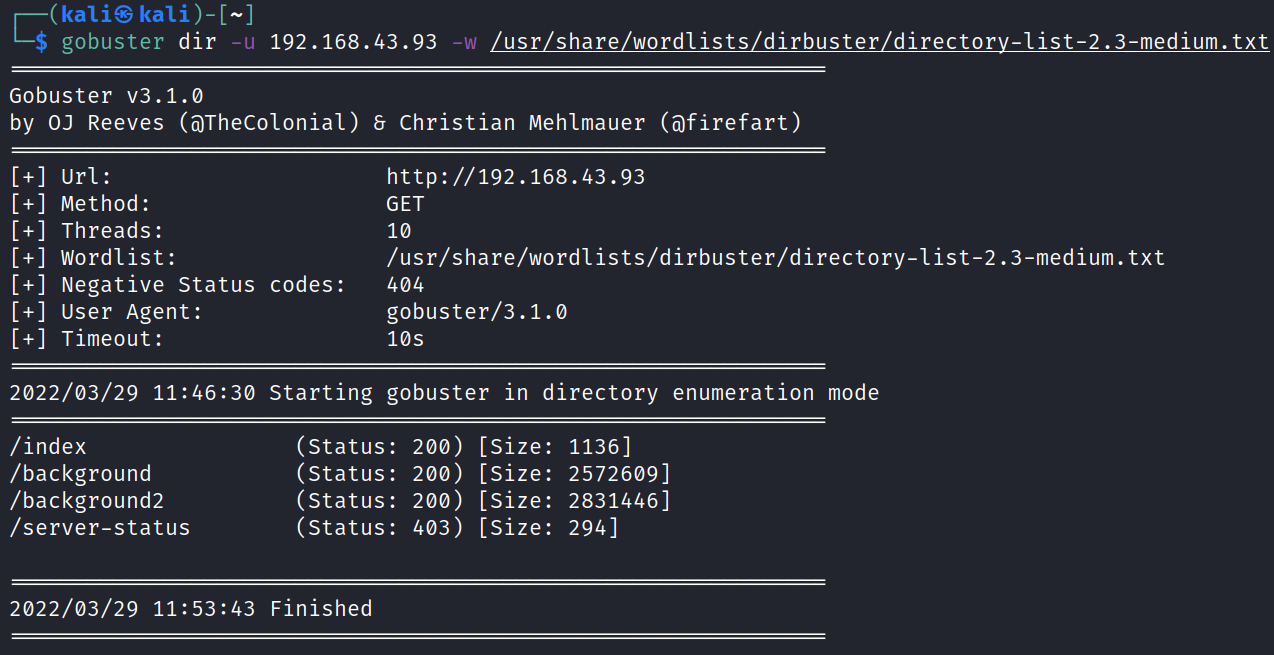 ┌──(kali㉿kali)-[~]
└─$ gobuster dir -u 192.168.43.93 -w /usr/share/wordlists/dirbuster/directory-list-2.3-medium.txt
===============================================================
Gobuster v3.1.0
by OJ Reeves (@TheColonial) & Christian Mehlmauer (@firefart)
===============================================================
[+] Url:                     http://192.168.43.93
[+] Method:                  GET
[+] Threads:                 10
[+] Wordlist:                /usr/share/wordlists/dirbuster/directory-list-2.3-medium.txt
[+] Negative Status codes:   404
[+] User Agent:              gobuster/3.1.0
[+] Timeout:                 10s
===============================================================
2022/03/29 11:46:30 Starting gobuster in directory enumeration mode
===============================================================
/index                (Status: 200) [Size: 1136]
/background           (Status: 200) [Size: 2572609]
/background2          (Status: 200) [Size: 2831446]
/server-status        (Status: 403) [Size: 294]
===============================================================
2022/03/29 11:53:43 Finished
===============================================================